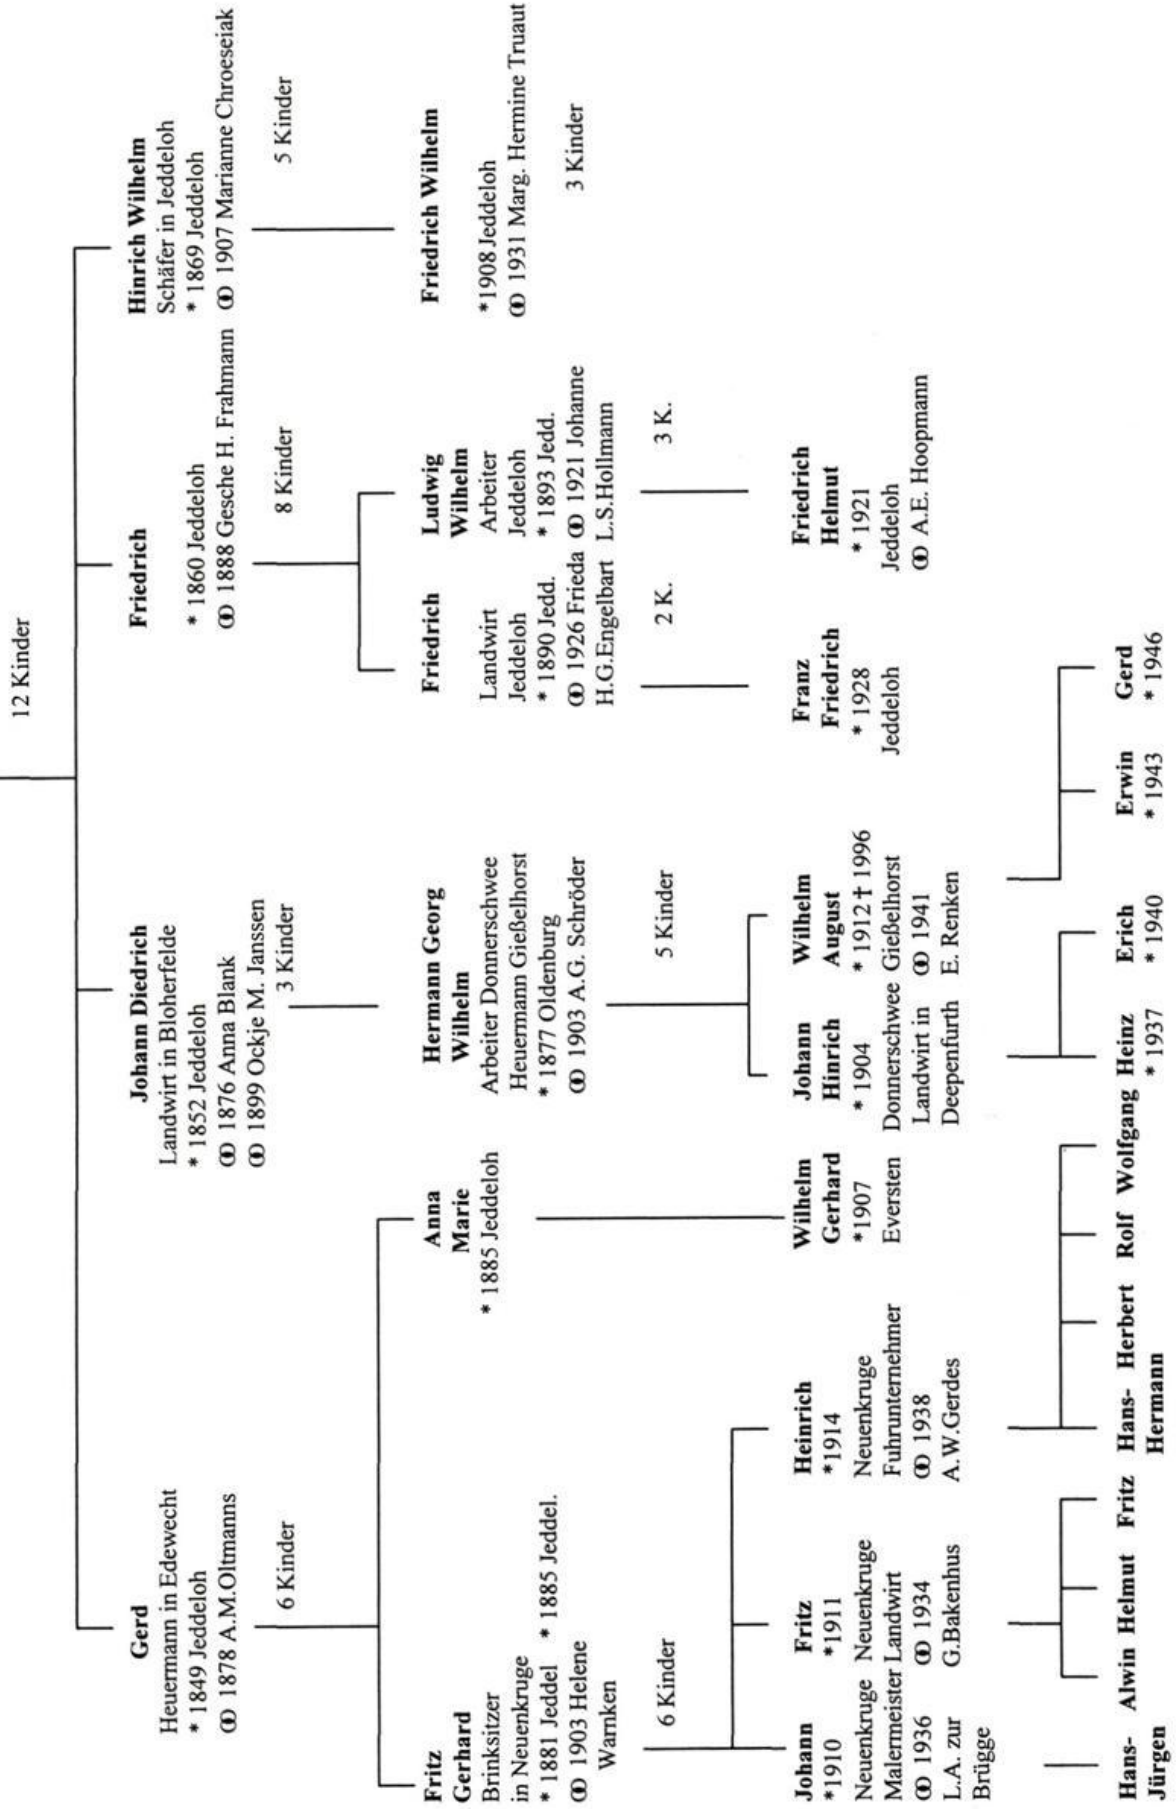 12 Kinder
Gerd
Heuermann in Edewecht
* 1849 Jeddeloh
⚭ 1878 A.M.Oltmanns
6 Kinder
Johann Diedrich
Landwirt in Bloherfelde
* 1852 Jeddeloh
⚭ 1876 Anna Blank
⚭ 1899 Ockje M. Janssen
3 Kinder
Friedrich
* 1860 Jeddeloh
⚭ 1888 Gesche H. Frahmann
8 Kinder
Hinrich Wilhelm
Schäfer in Jeddeloh
* 1869 Jeddeloh
⚭ 1907 Marianne Chroeseiak
5 Kinder
Fritz
Gerhard
Brinksitzer
in Neuenkruge
* 1881 Jeddel * 1885 Jeddel.
⚭ 1903 Helene
Warnken
6 Kinder
Anna
Marie
* 1885 Jeddeloh
Hermann Georg
Wilhelm
Arbeiter Donnerschwee
Heuermann Gießelhorst
* 1877 Oldenburg
⚭ 1903 A.G. Schröder
5 Kinder
Friedrich
Landwirt
Jeddeloh
* 1890 Jedd.
⚭ 1926 Frieda
H.G.Engelbart
2 K.
Ludwig
Wilhelm
Arbeiter
Jeddeloh
* 1893 Jedd.
⚭ 1921 Johanne
L.S.Hollmann
3 K.
Friedrich Wilhelm
*1908 Jeddeloh
⚭ 1931 Marg. Hermine Truaut
3 Kinder
Johann
*1910
Neuenkruge
Malermeister
⚭ 1936
L.A. zur
Brügge
Fritz
*1911
Neuenkruge
Landwirt
⚭ 1934
G.Bakenhus
Heinrich
*1914
Neuenkruge
Fuhrunternehmer
⚭ 1938
A.W.Gerdes
Wilhelm
Gerhard
*1907
Eversten
Johann
Hinrich
* 1904
Donnerschwee
Landwirt in
Deepenfurth
Wilhelm
August
* 1912 † 1996
Gießelhorst
⚭ 1941
E. Renken
Franz
Friedrich
* 1928
Jeddeloh
Friedrich
Helmut
* 1921
Jeddeloh
⚭ A.E. Hoopmann
Hans-
Jürgen
Alwin
Helmut
Fritz
Hans-
Hermann
Herbert
Rolf
Wolfgang
Heinz
* 1937
Erich
* 1940
Erwin
* 1943
Gerd
* 1946